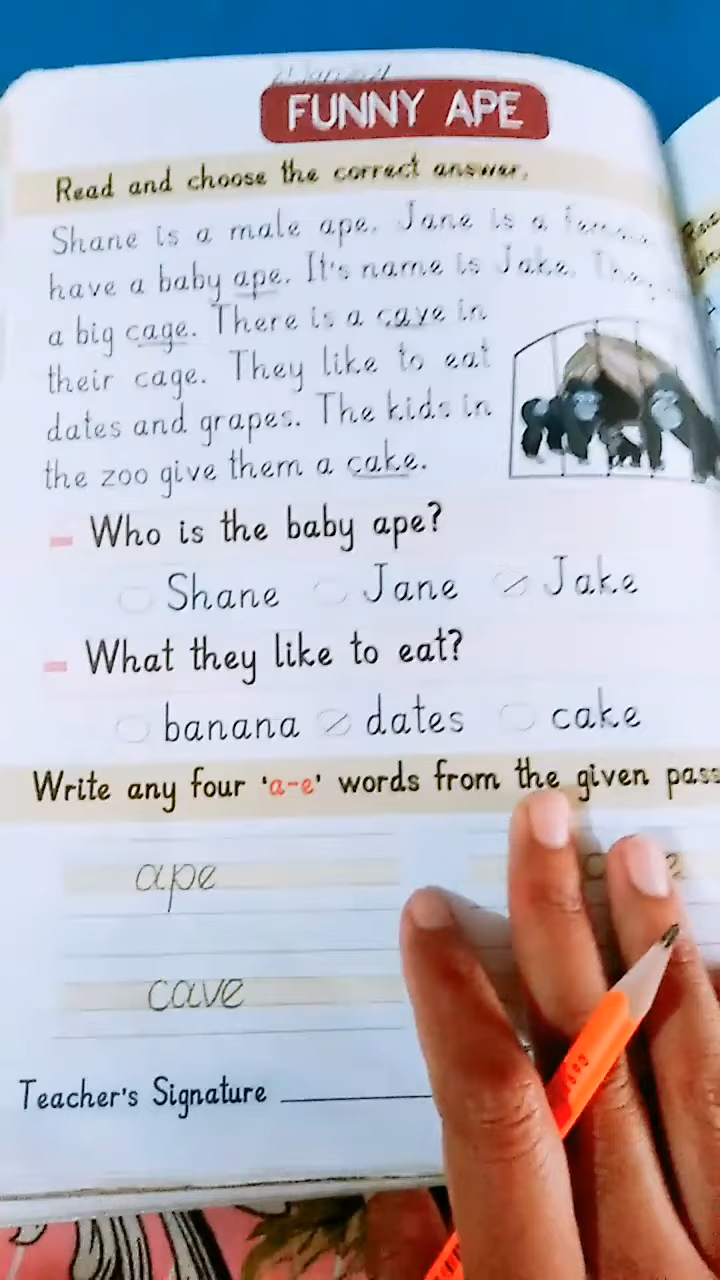 FUNNY APE
Read and choose the correct answer.
Shane is a male ape. Jane is a
have a baby ape. It's name is Jake.
a big cage. There is a cave in
their cage. They like to eat
dates and grapes. The kids in
the zoo give them a cake.
Who is the baby ape?
Shane Jane Jake
What they like to eat?
banana dates cake
Write any four 'a-e' words from the given pass
ape
cave
Teacher's Signature